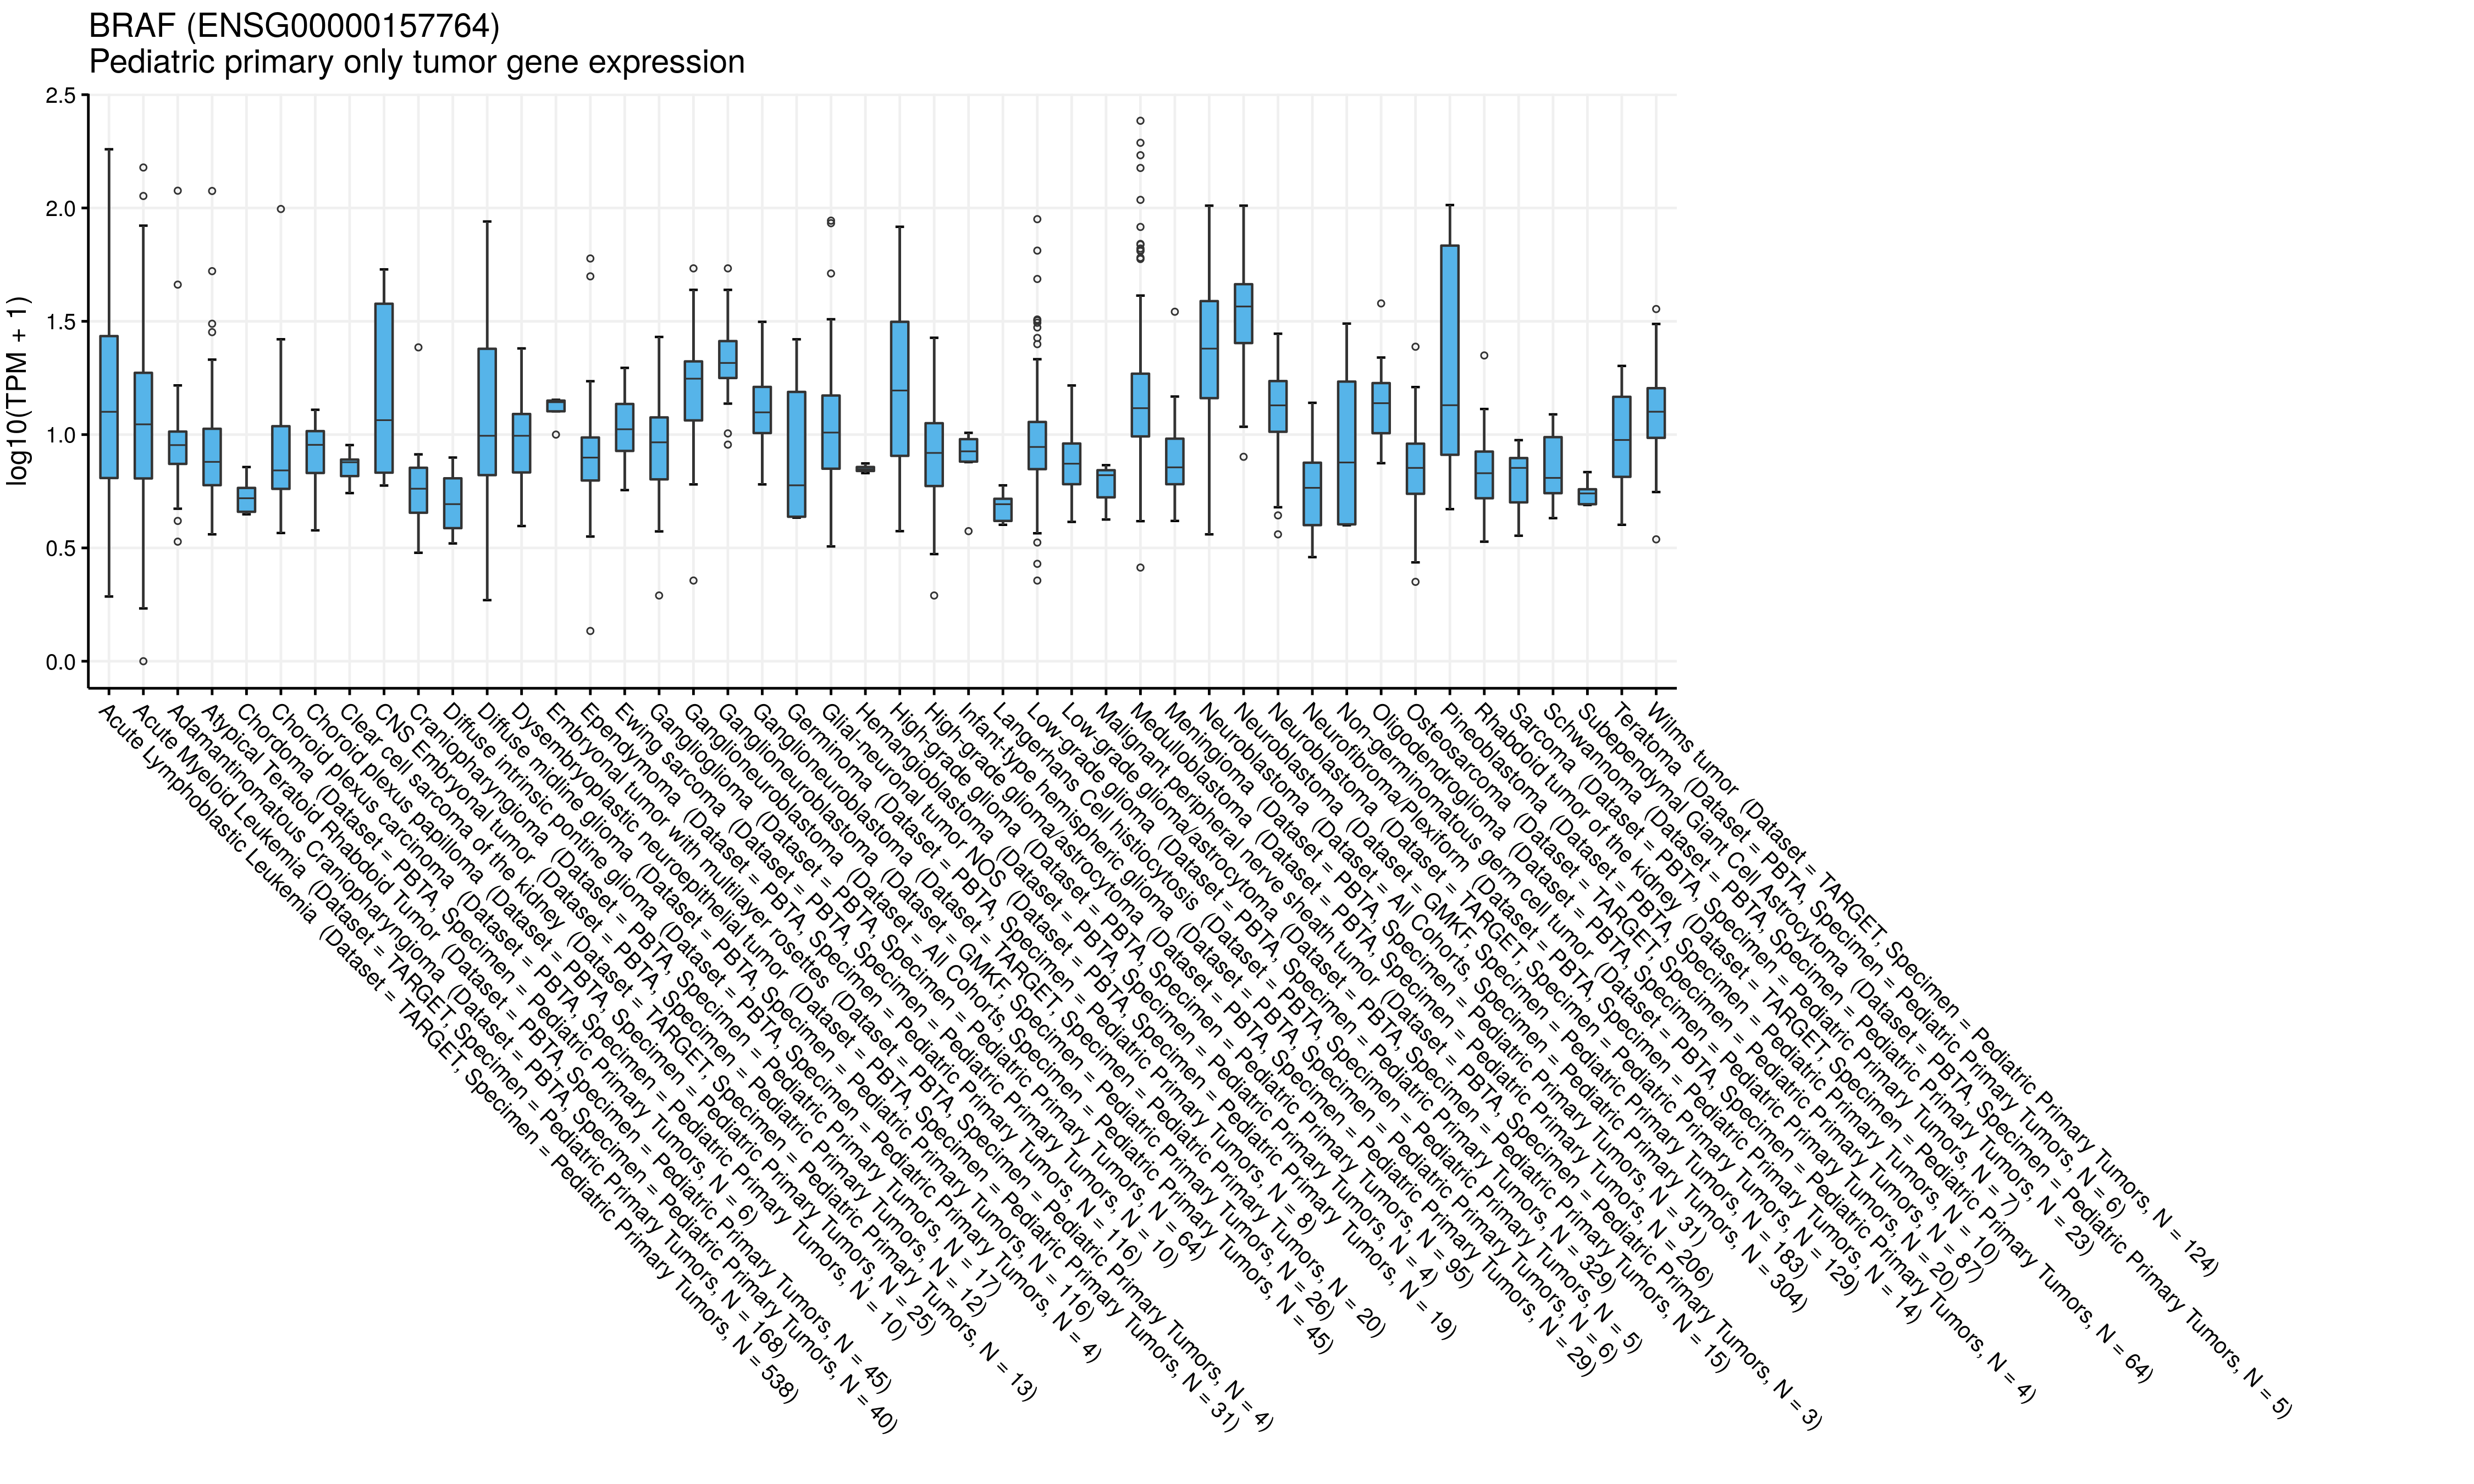 BRAF (ENSG00000157764)
Pediatric primary only tumor gene expression
log10(TPM + 1)
2.5
2.0
1.5
1.0
0.5
0.0
Acute Lymphoblastic Leukemia (Dataset = TARGET, Specimen = Pediatric Primary Tumors, N = 538)
Acute Myeloid Leukemia (Dataset = TARGET, Specimen = Pediatric Primary Tumors, N = 168)
Adamantinomatous Craniopharyngioma (Dataset = PBTA, Specimen = Pediatric Primary Tumors, N = 40)
Atypical Teratoid Rhabdoid Tumor (Dataset = PBTA, Specimen = Pediatric Primary Tumors, N = 45)
Chordoma (Dataset = PBTA, Specimen = Pediatric Primary Tumors, N = 6)
Choroid plexus carcinoma (Dataset = PBTA, Specimen = Pediatric Primary Tumors, N = 10)
Choroid plexus papilloma (Dataset = PBTA, Specimen = Pediatric Primary Tumors, N = 25)
Clear cell sarcoma of the kidney (Dataset = TARGET, Specimen = Pediatric Primary Tumors, N = 13)
CNS Embryonal tumor (Dataset = PBTA, Specimen = Pediatric Primary Tumors, N = 12)
Craniopharyngioma (Dataset = PBTA, Specimen = Pediatric Primary Tumors, N = 17)
Diffuse intrinsic pontine glioma (Dataset = PBTA, Specimen = Pediatric Primary Tumors, N = 4)
Diffuse midline glioma (Dataset = PBTA, Specimen = Pediatric Primary Tumors, N = 116)
Dysembryoplastic neuroepithelial tumor (Dataset = PBTA, Specimen = Pediatric Primary Tumors, N = 31)
Embryonal tumor with multilayer rosettes (Dataset = PBTA, Specimen = Pediatric Primary Tumors, N = 4)
Ependymoma (Dataset = PBTA, Specimen = Pediatric Primary Tumors, N = 116)
Ewing sarcoma (Dataset = PBTA, Specimen = Pediatric Primary Tumors, N = 10)
Ganglioglioma (Dataset = PBTA, Specimen = Pediatric Primary Tumors, N = 64)
Ganglioneuroblastoma (Dataset = All Cohorts, Specimen = Pediatric Primary Tumors, N = 45)
Ganglioneuroblastoma (Dataset = GMKF, Specimen = Pediatric Primary Tumors, N = 26)
Ganglioneuroblastoma (Dataset = TARGET, Specimen = Pediatric Primary Tumors, N = 20)
Germinoma (Dataset = PBTA, Specimen = Pediatric Primary Tumors, N = 8)
Glial-neuronal tumor NOS (Dataset = PBTA, Specimen = Pediatric Primary Tumors, N = 19)
Hemangioblastoma (Dataset = PBTA, Specimen = Pediatric Primary Tumors, N = 4)
High-grade glioma (Dataset = PBTA, Specimen = Pediatric Primary Tumors, N = 95)
High-grade glioma/astrocytoma (Dataset = PBTA, Specimen = Pediatric Primary Tumors, N = 29)
Infant-type hemispheric glioma (Dataset = PBTA, Specimen = Pediatric Primary Tumors, N = 6)
Langerhans Cell histiocytosis (Dataset = PBTA, Specimen = Pediatric Primary Tumors, N = 5)
Low-grade glioma (Dataset = PBTA, Specimen = Pediatric Primary Tumors, N = 329)
Low-grade glioma/astrocytoma (Dataset = PBTA, Specimen = Pediatric Primary Tumors, N = 15)
Malignant peripheral nerve sheath tumor (Dataset = PBTA, Specimen = Pediatric Primary Tumors, N = 3)
Medulloblastoma (Dataset = PBTA, Specimen = Pediatric Primary Tumors, N = 206)
Meningioma (Dataset = PBTA, Specimen = Pediatric Primary Tumors, N = 31)
Neuroblastoma (Dataset = All Cohorts, Specimen = Pediatric Primary Tumors, N = 304)
Neuroblastoma (Dataset = GMKF, Specimen = Pediatric Primary Tumors, N = 183)
Neuroblastoma (Dataset = TARGET, Specimen = Pediatric Primary Tumors, N = 129)
Neurofibroma/Plexiform (Dataset = PBTA, Specimen = Pediatric Primary Tumors, N = 14)
Non-germinomatous germ cell tumor (Dataset = PBTA, Specimen = Pediatric Primary Tumors, N = 4)
Oligodendroglioma (Dataset = PBTA, Specimen = Pediatric Primary Tumors, N = 20)
Osteosarcoma (Dataset = TARGET, Specimen = Pediatric Primary Tumors, N = 87)
Pineoblastoma (Dataset = PBTA, Specimen = Pediatric Primary Tumors, N = 10)
Rhabdoid tumor of the kidney (Dataset = TARGET, Specimen = Pediatric Primary Tumors, N = 64)
Sarcoma (Dataset = PBTA, Specimen = Pediatric Primary Tumors, N = 7)
Schwannoma (Dataset = PBTA, Specimen = Pediatric Primary Tumors, N = 23)
Subependymal Giant Cell Astrocytoma (Dataset = PBTA, Specimen = Pediatric Primary Tumors, N = 5)
Teratoma (Dataset = PBTA, Specimen = Pediatric Primary Tumors, N = 6)
Wilms tumor (Dataset = TARGET, Specimen = Pediatric Primary Tumors, N = 124)